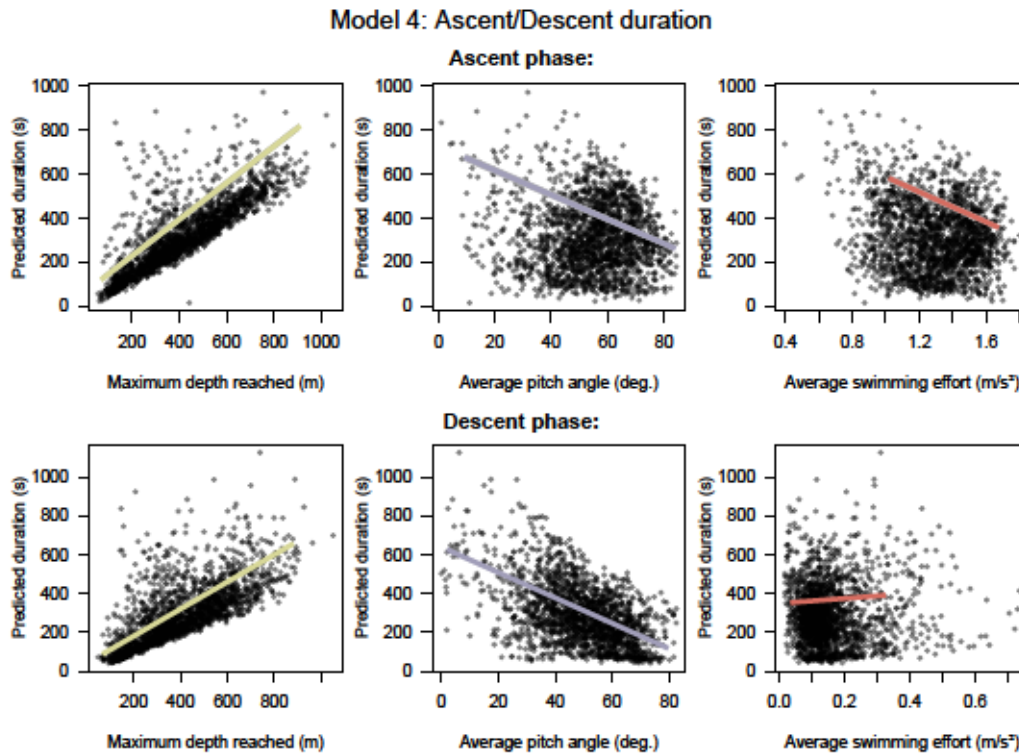 Model 4: Ascent/Descent duration
Ascent phase:
Predicted duration (s)
1000
800
600
400
200
0
200 400 600 800 1000
Maximum depth reached (m)
Predicted duration (s)
1000
800
600
400
200
0
0 20 40 60 80
Average pitch angle (deg.)
Predicted duration (s)
1000
800
600
400
200
0
0.4 0.8 1.2 1.6
Average swimming effort (m/s²)
Descent phase:
Predicted duration (s)
1000
800
600
400
200
0
200 400 600 800
Maximum depth reached (m)
Predicted duration (s)
1000
800
600
400
200
0
0 20 40 60 80
Average pitch angle (deg.)
Predicted duration (s)
1000
800
600
400
200
0
0.0 0.2 0.4 0.6
Average swimming effort (m/s²)